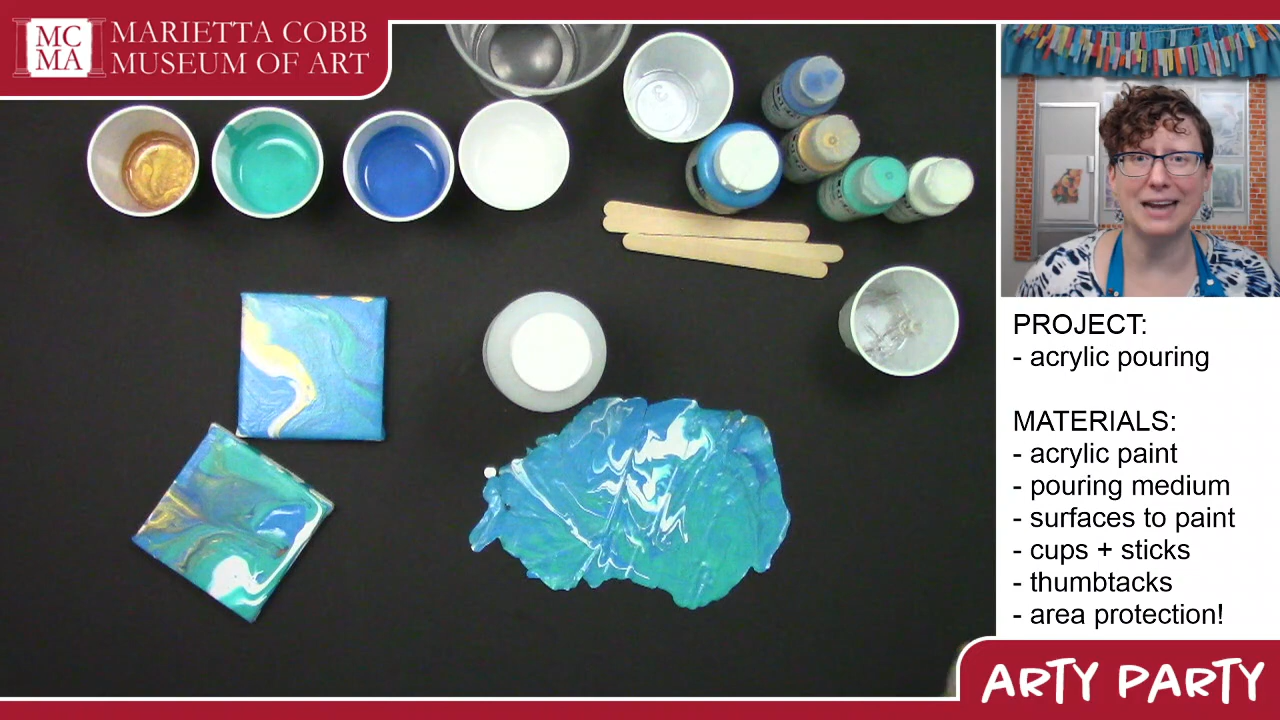 MC
MA
MARIETTA COBB
MUSEUM OF ART
PROJECT:
- acrylic pouring
MATERIALS:
- acrylic paint
- pouring medium
- surfaces to paint
- cups + sticks
- thumbtacks
- area protection!
ARTY PARTY